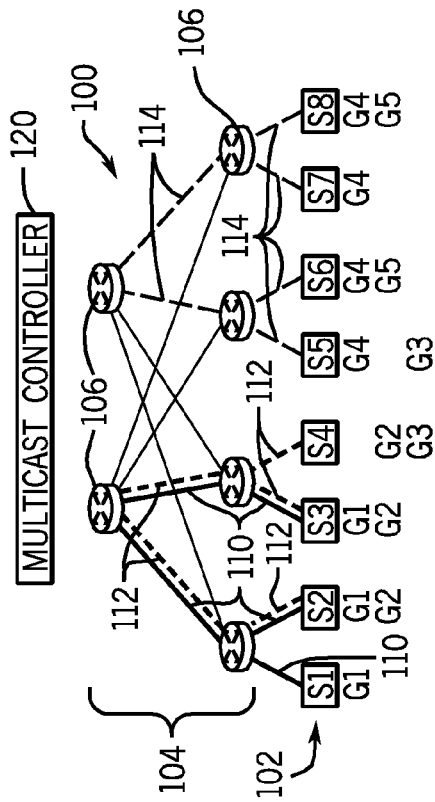 MULTICAST CONTROLLER 120
100
106
106
114
106
112
104
110
112
110
112
114
102
S1 S2 S3 S4 S5 S6 S7 S8
G1 G1 G1 G4 G4 G4 G4
G2 G2 G2 G5 G5
G3 G3
110